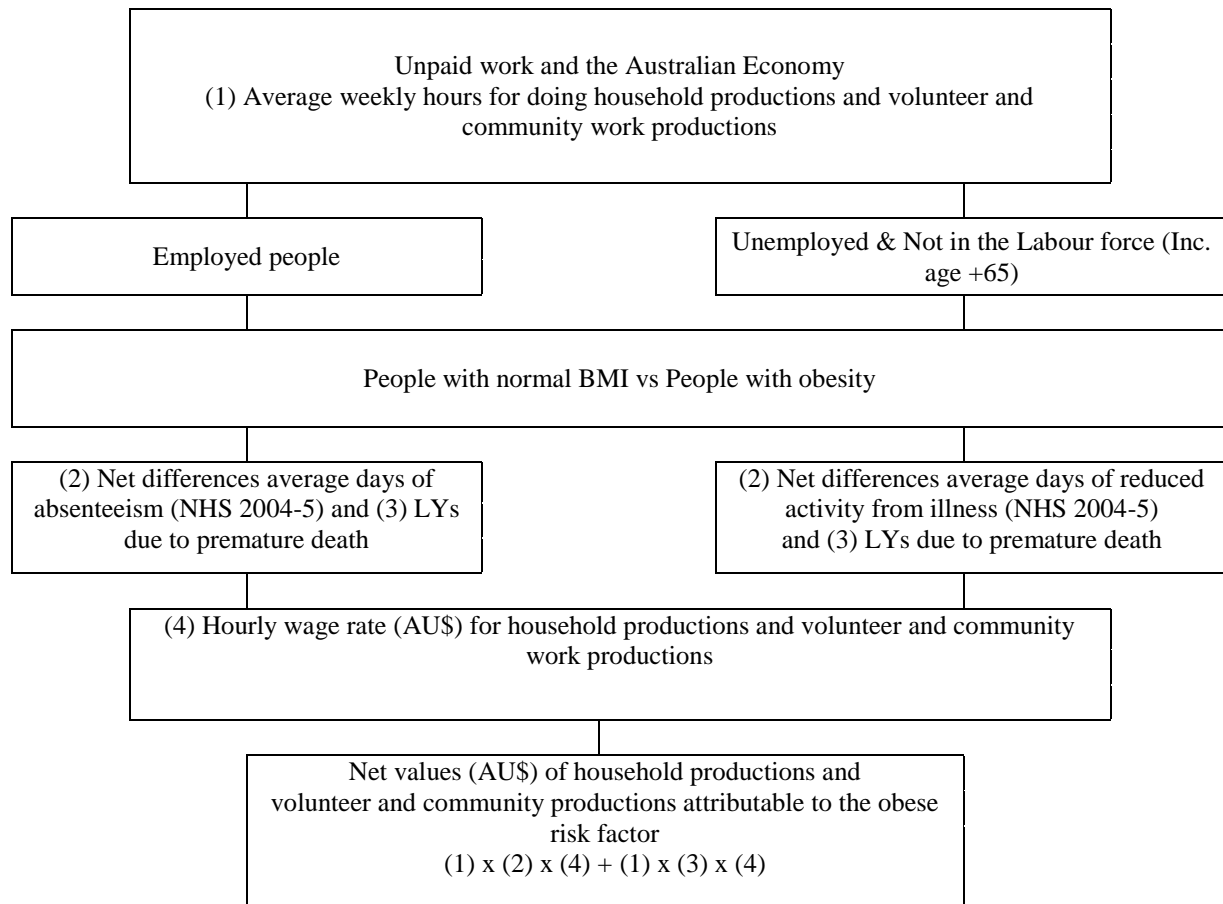 Unpaid work and the Australian Economy
(1) Average weekly hours for doing household productions and volunteer and
community work productions
Employed people
Unemployed & Not in the Labour force (Inc.
age +65)
People with normal BMI vs People with obesity
(2) Net differences average days of
absenteeism (NHS 2004-5) and (3) LYs
due to premature death
(2) Net differences average days of reduced
activity from illness (NHS 2004-5)
and (3) LYs due to premature death
(4) Hourly wage rate (AU$) for household productions and volunteer and community
work productions
Net values (AU$) of household productions and
volunteer and community productions attributable to the obese
risk factor
(1) x (2) x (4) + (1) x (3) x (4)